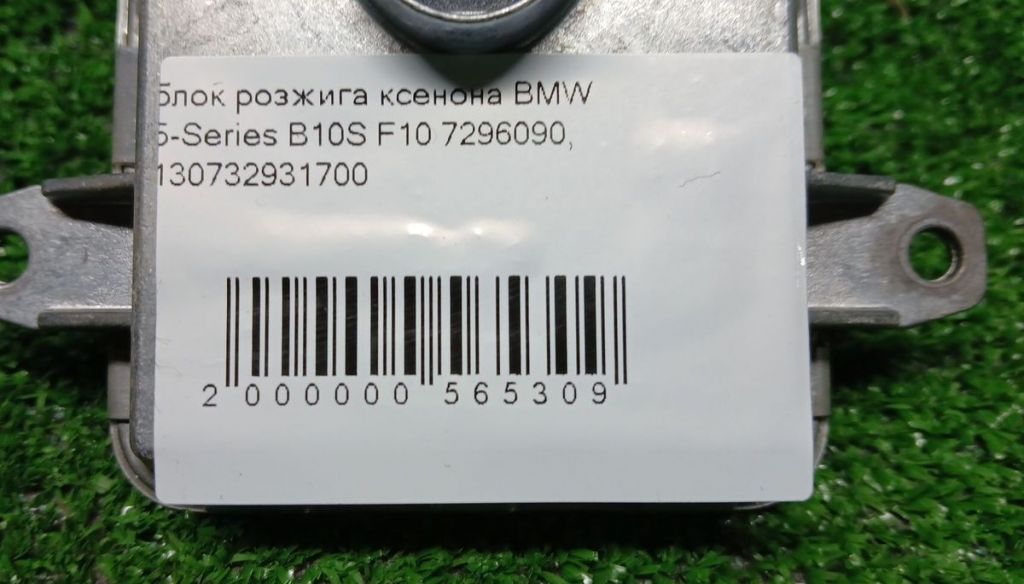 блок розжига ксенона BMW
5-Series B10S F10 7296090,
130732931700
2 000000 565309